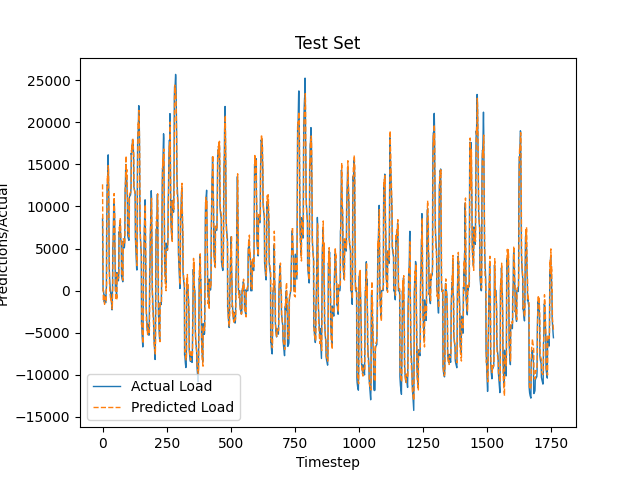 Test Set
Predictions/Actual
25000
20000
15000
10000
5000
0
−5000
−10000
−15000
Actual Load
Predicted Load
0 250 500 750 1000 1250 1500 1750
Timestep